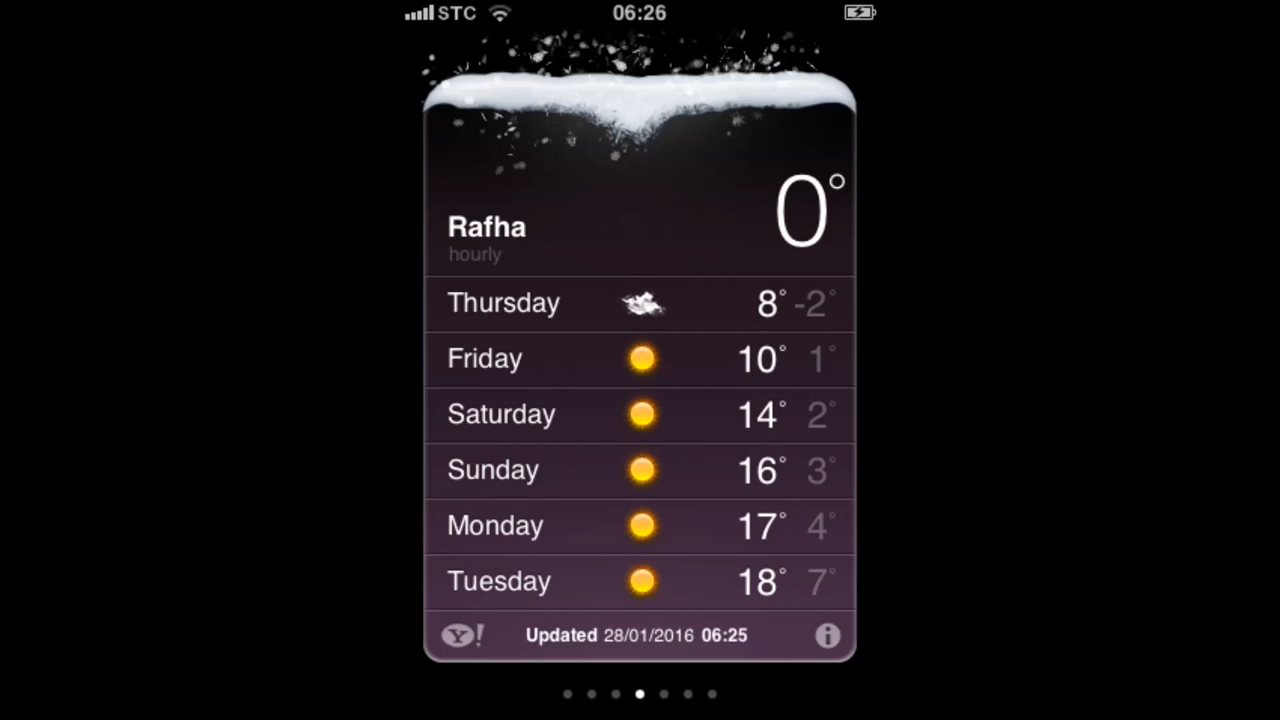 STC 06:26
0°
Rafha
hourly
Thursday 8° -2°
Friday 10° 1°
Saturday 14° 2°
Sunday 16° 3°
Monday 17° 4°
Tuesday 18° 7°
Y! Updated 28/01/2016 06:25 i